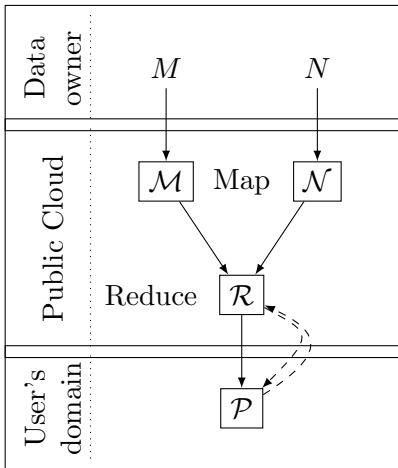 Data
owner
M N
ℳ Map 𝒩
Public Cloud
Reduce ℛ
User's
domain
𝒫